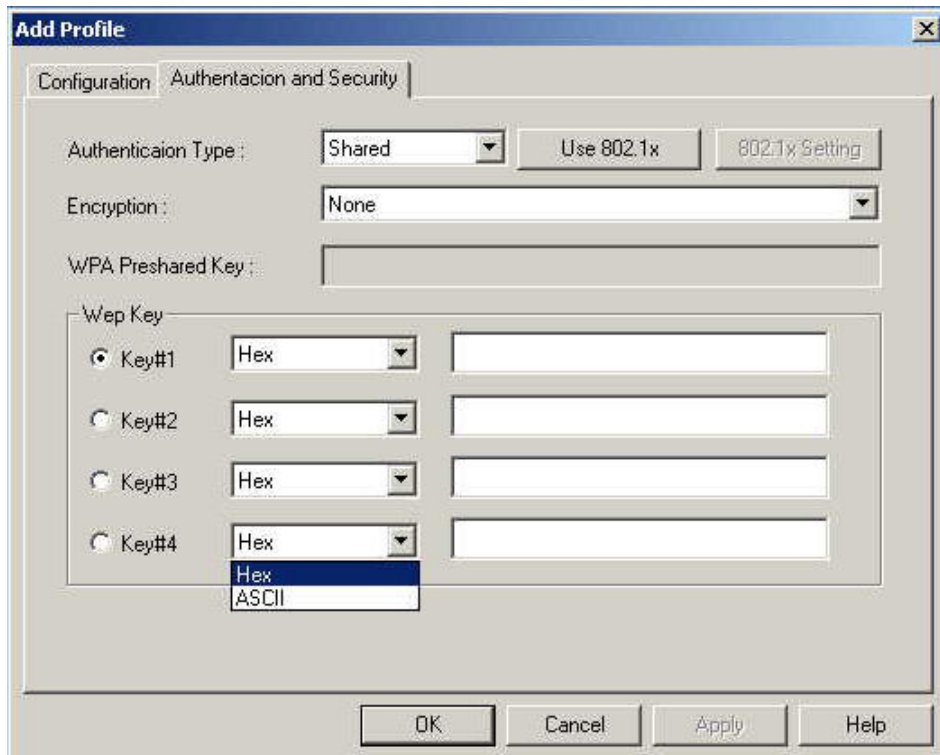 Add Profile
Configuration
Authentacion and Security
Authenticaion Type : Shared Use 802.1x 802.1x Setting
Encryption : None
WPA Preshared Key :
Wep Key
Key#1 Hex
Key#2 Hex
Key#3 Hex
Key#4 Hex
Hex
ASCII
OK Cancel Apply Help